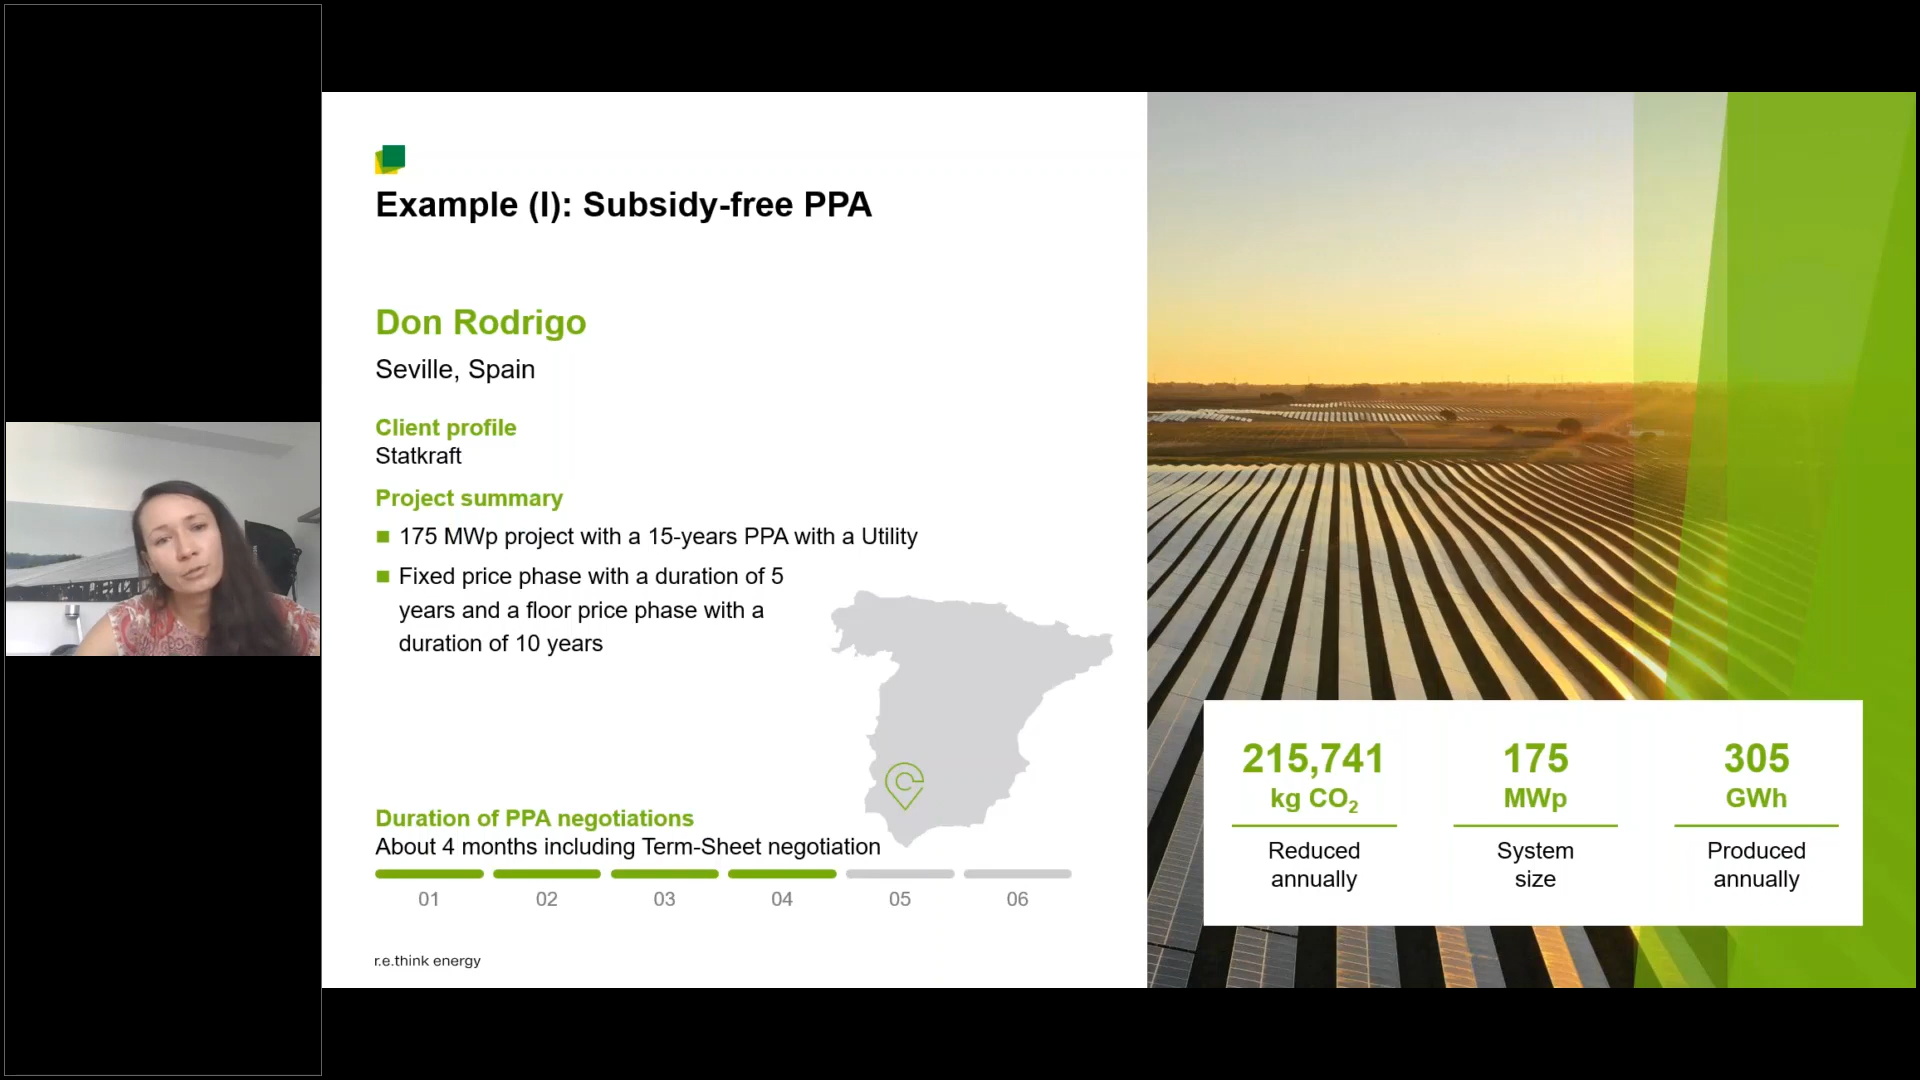 Example (I): Subsidy-free PPA
Don Rodrigo
Seville, Spain
Client profile
Statkraft
Project summary
175 MWp project with a 15-years PPA with a Utility
Fixed price phase with a duration of 5
years and a floor price phase with a
duration of 10 years
Duration of PPA negotiations
About 4 months including Term-Sheet negotiation
01 02 03 04 05 06
r.e.think energy
215,741
kg CO₂
Reduced
annually
175
MWp
System
size
305
GWh
Produced
annually